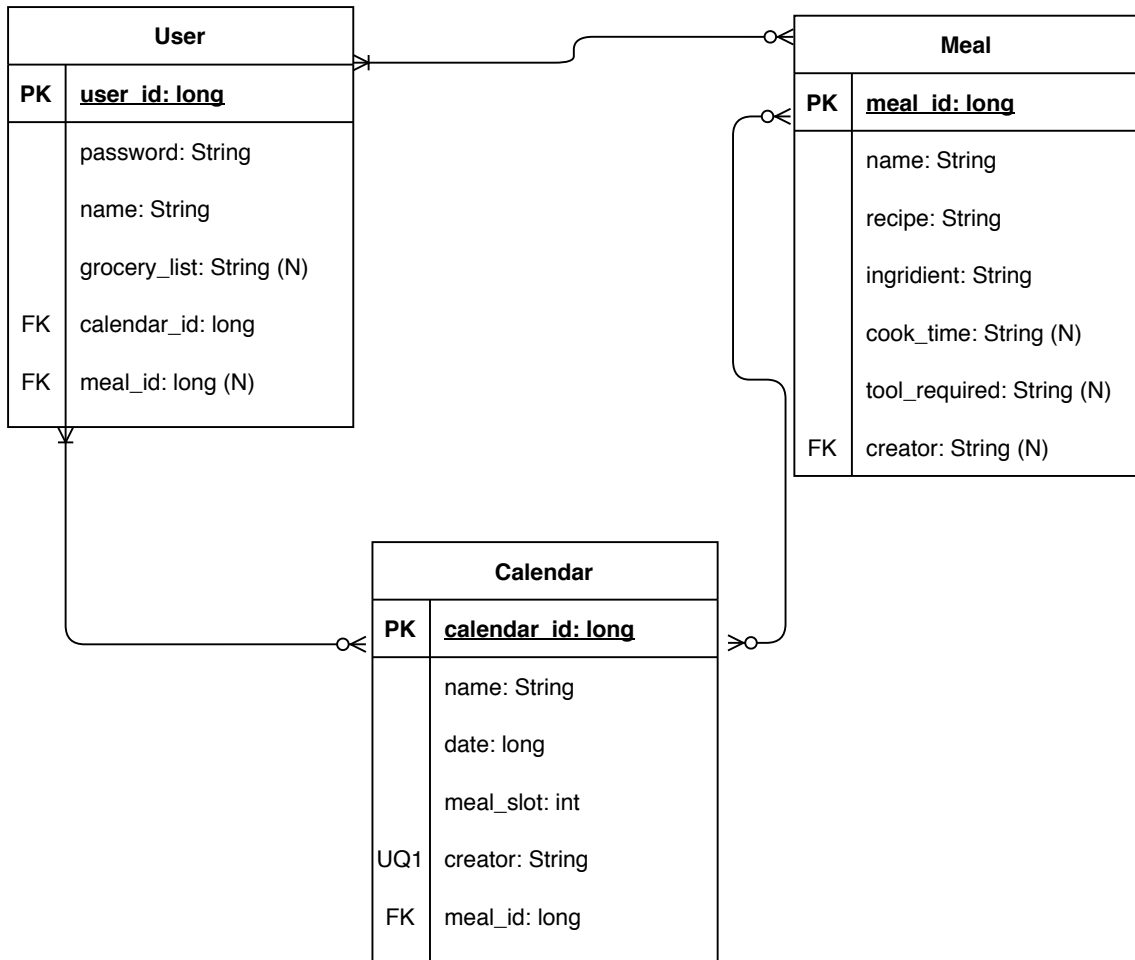 User
PK user_id: long
password: String
name: String
grocery_list: String (N)
FK calendar_id: long
FK meal_id: long (N)
Meal
PK meal_id: long
name: String
recipe: String
ingridient: String
cook_time: String (N)
tool_required: String (N)
FK creator: String (N)
Calendar
PK calendar_id: long
name: String
date: long
meal_slot: int
UQ1 creator: String
FK meal_id: long